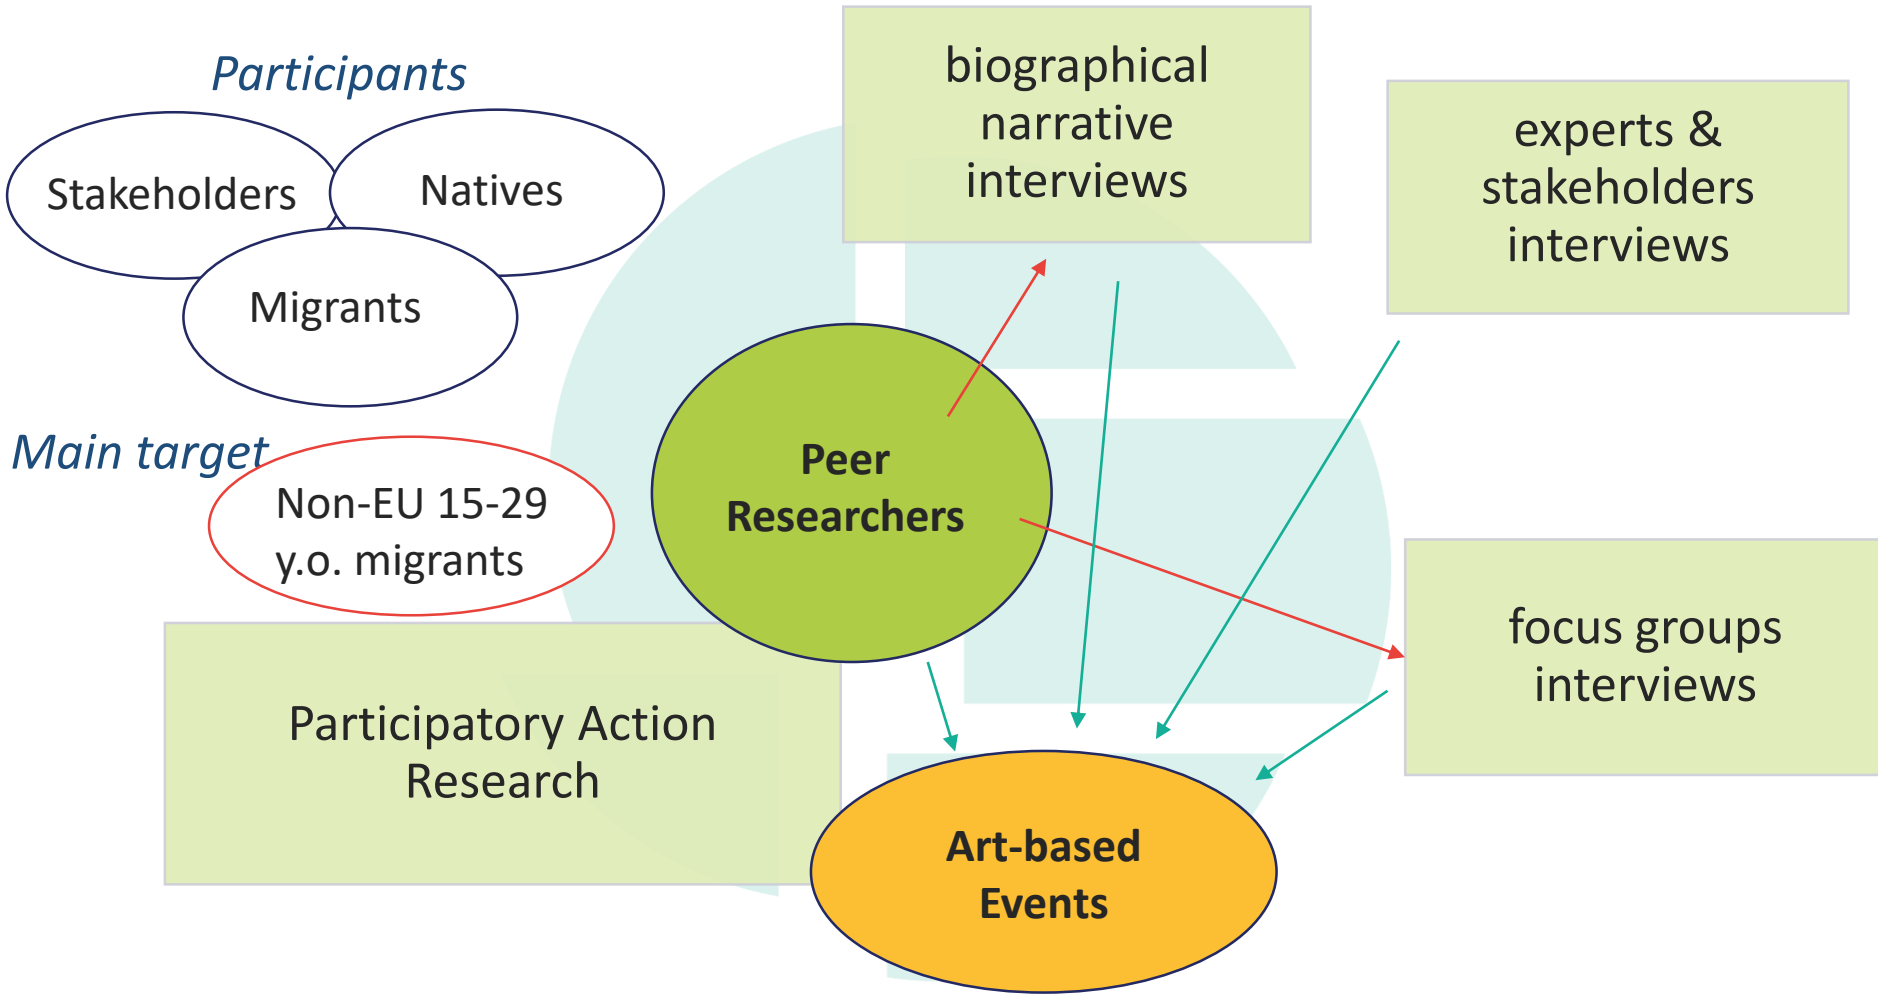 Participants
Stakeholders
Natives
Migrants
Main target
Non-EU 15-29
y.o. migrants
Participatory Action
Research
Peer
Researchers
biographical
narrative
interviews
experts &
stakeholders
interviews
focus groups
interviews
Art-based
Events